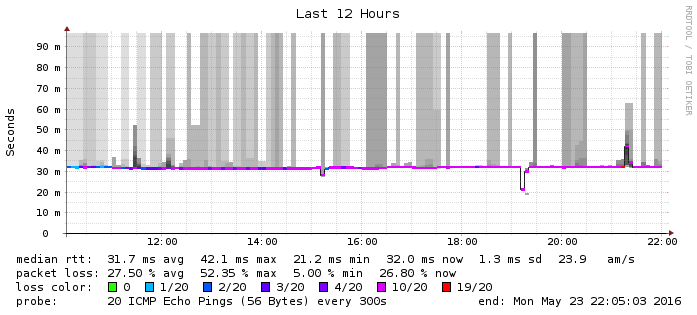 Last 12 Hours
RRDTOOL / TOBI OETIKER
Seconds
90 m
80 m
70 m
60 m
50 m
40 m
30 m
20 m
10 m
0
12:00 14:00 16:00 18:00 20:00 22:00
median rtt: 31.7 ms avg 42.1 ms max 21.2 ms min 32.0 ms now 1.3 ms sd 23.9 am/s
packet loss: 27.50 % avg 52.35 % max 5.00 % min 26.80 % now
loss color: 0 1/20 2/20 3/20 4/20 10/20 19/20
probe: 20 ICMP Echo Pings (56 Bytes) every 300s end: Mon May 23 22:05:03 2016